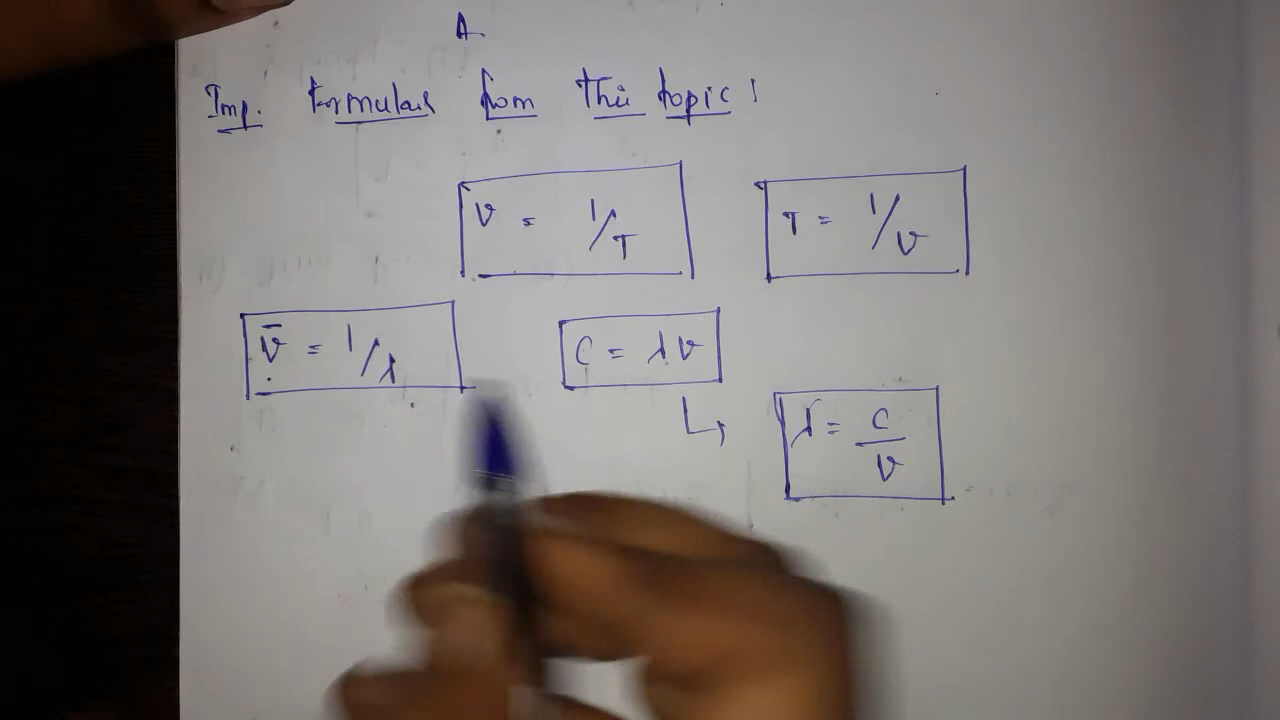 A.
Imp. formulas from this topic:
ν = 1/T T = 1/ν
ν̄ = 1/λ C = λν
λ = C/ν